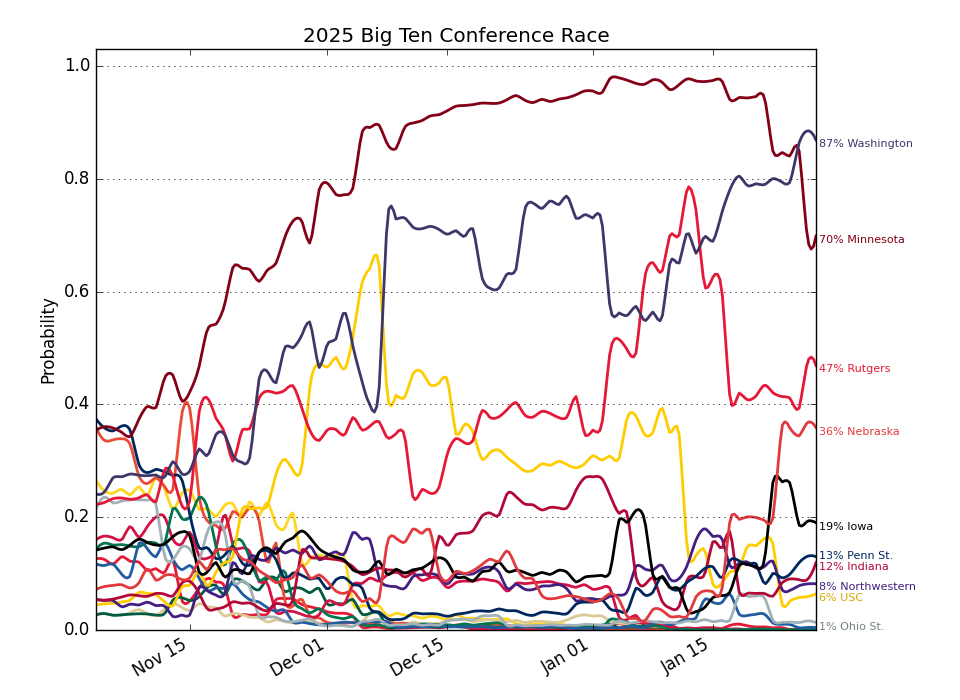 2025 Big Ten Conference Race
Probability
1.0
0.8
0.6
0.4
0.2
0.0
Nov 15
Dec 01
Dec 15
Jan 01
Jan 15
87% Washington
70% Minnesota
47% Rutgers
36% Nebraska
19% Iowa
13% Penn St.
12% Indiana
8% Northwestern
6% USC
1% Ohio St.